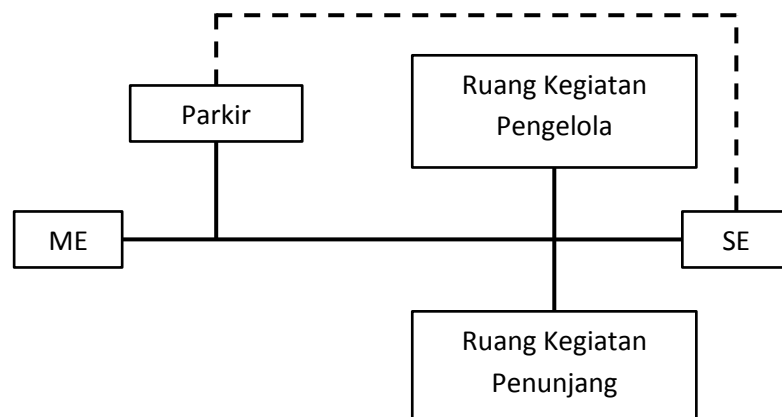 Parkir
Ruang Kegiatan
Pengelola
ME
SE
Ruang Kegiatan
Penunjang